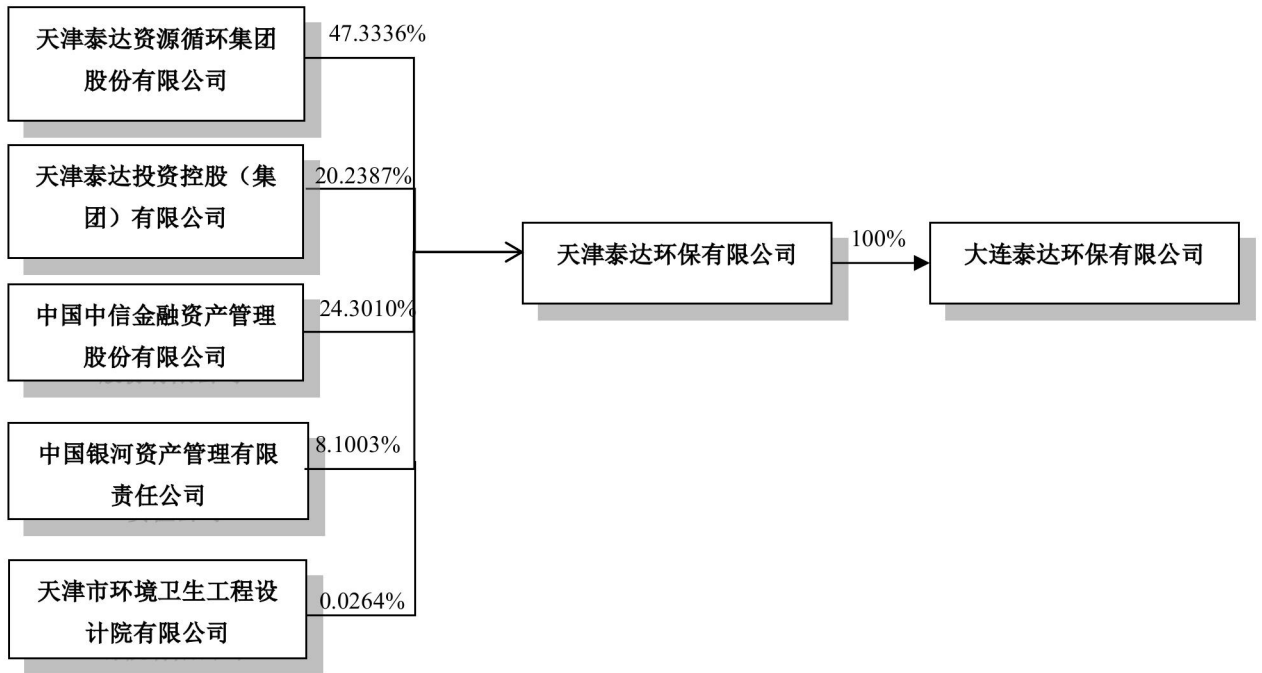 天津泰达资源循环集团
股份有限公司
47.3336%
天津泰达投资控股（集
团）有限公司
20.2387%
中国中信金融资产管理
股份有限公司
24.3010%
中国银河资产管理有限
责任公司
8.1003%
天津市环境卫生工程设
计院有限公司
0.0264%
天津泰达环保有限公司
100%
大连泰达环保有限公司